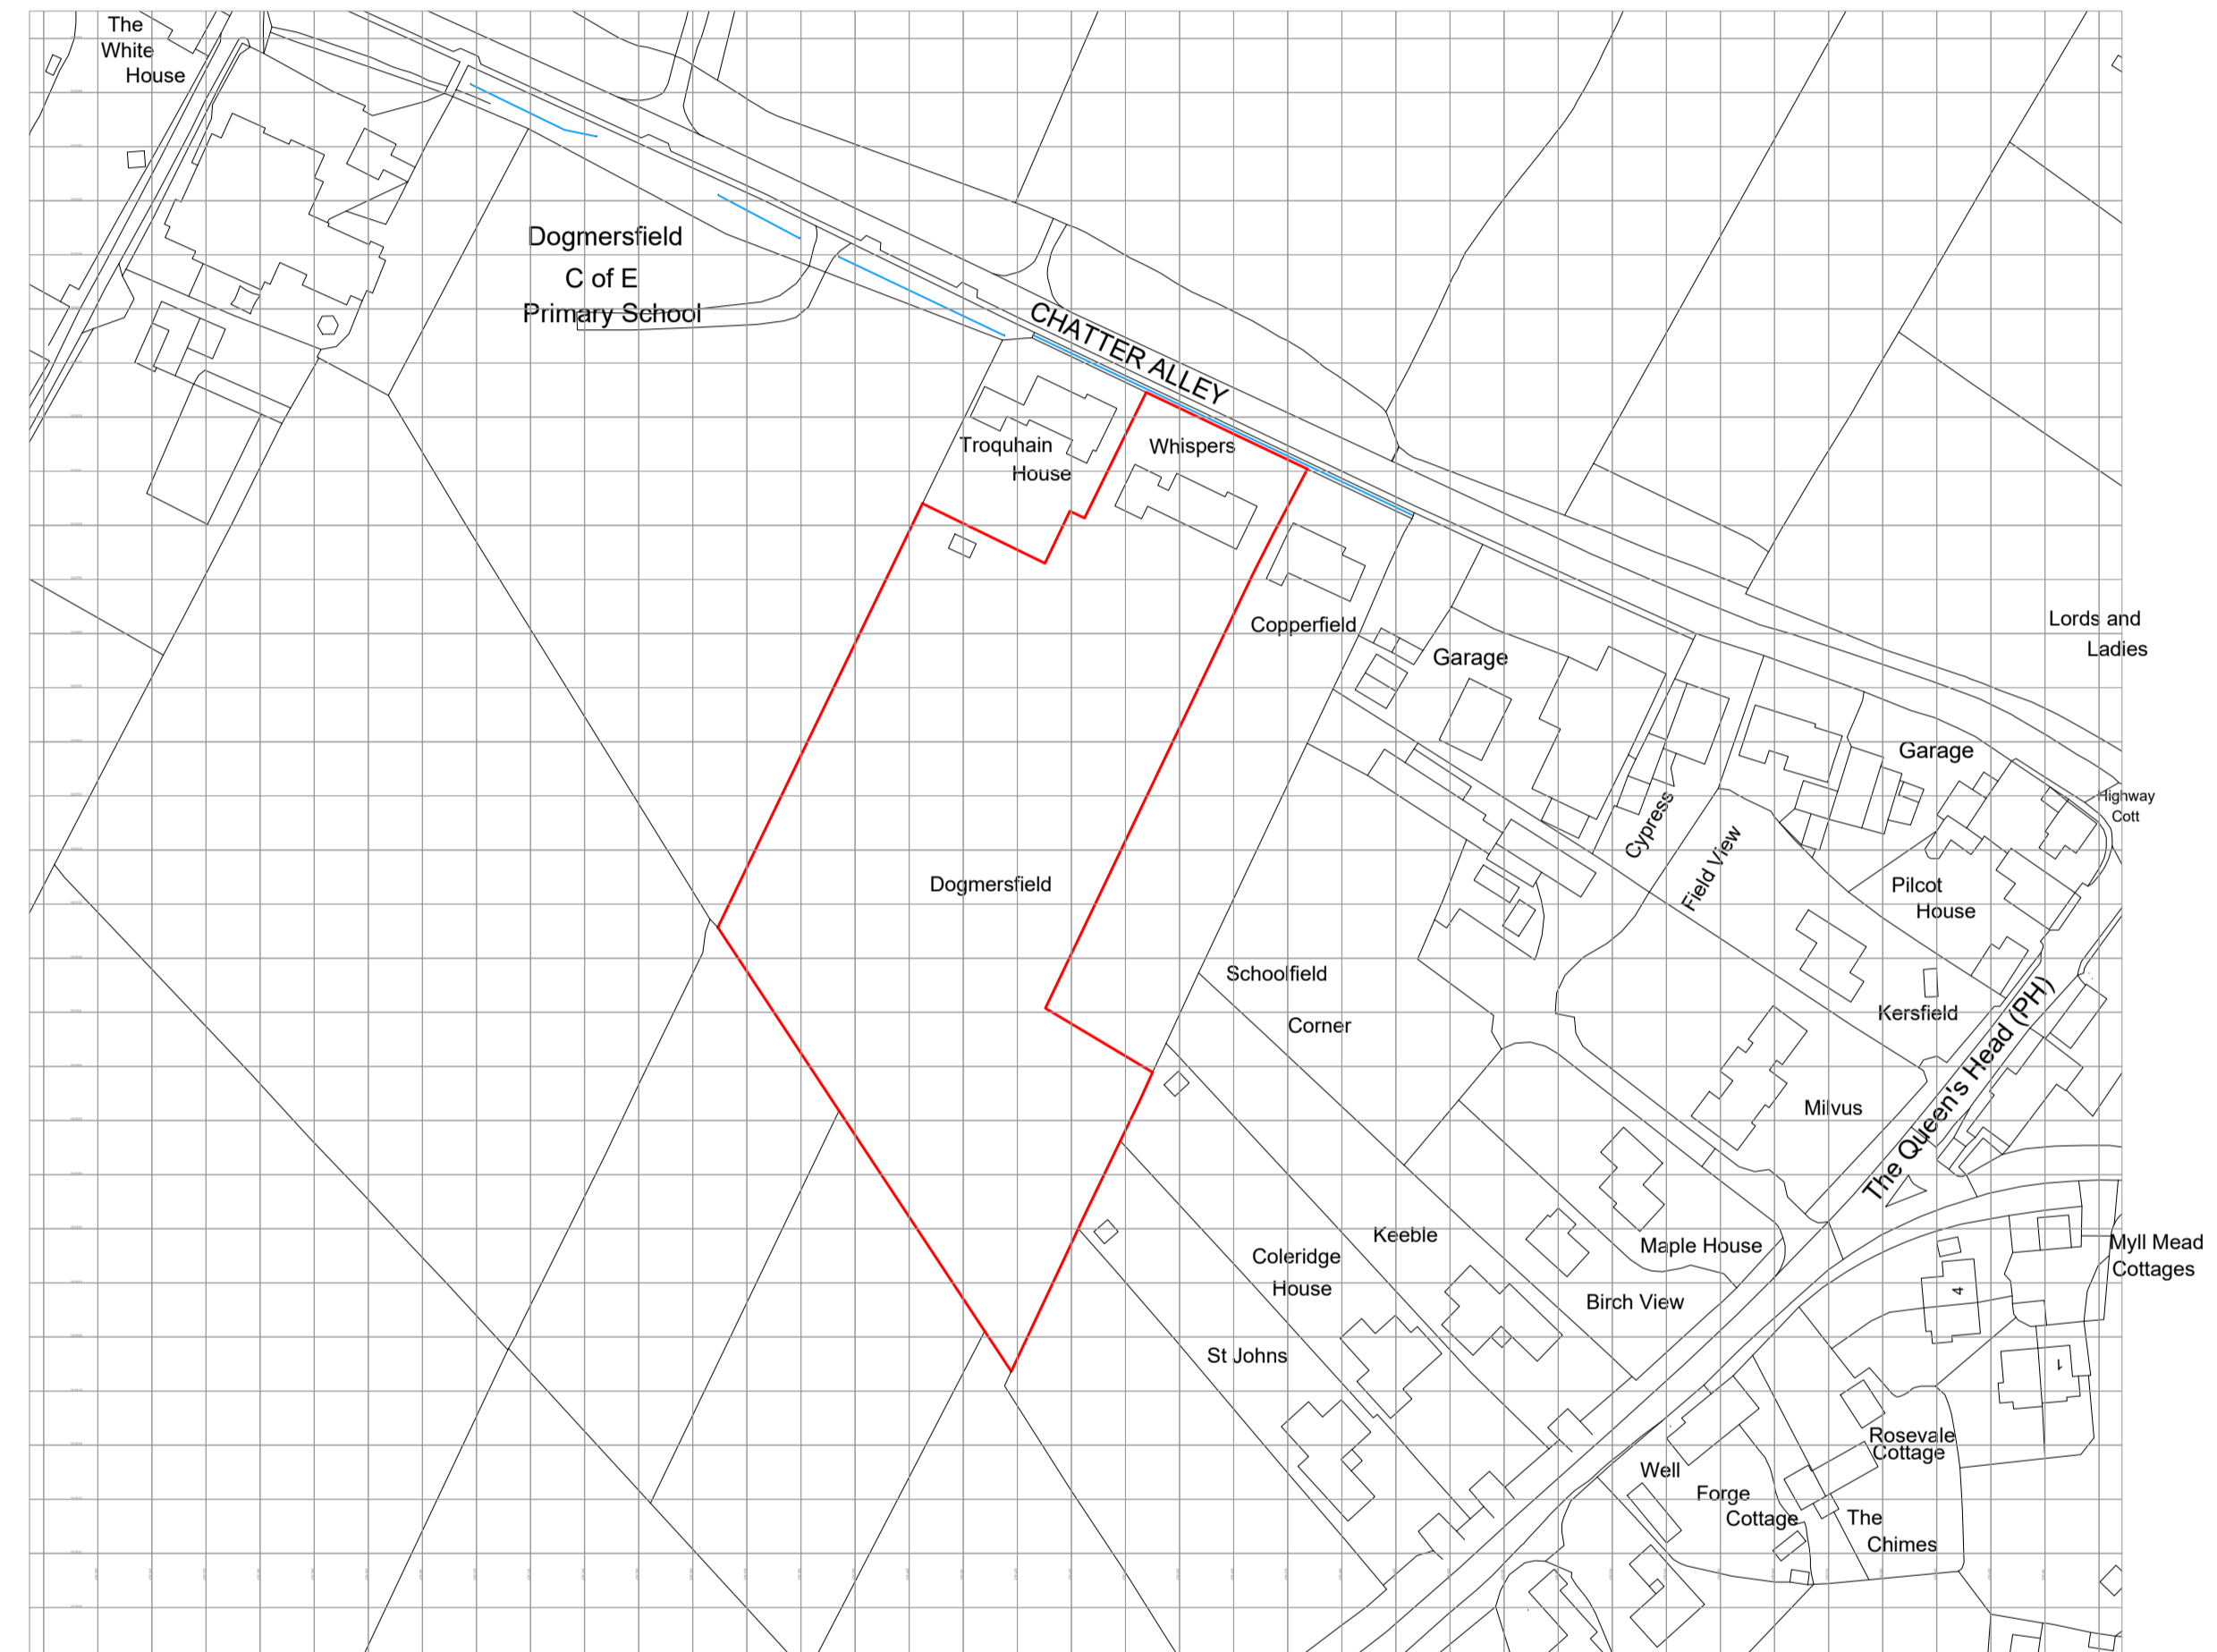 The
White
House
Dogmersfield
C of E
Primary School
CHATTER ALLEY
Troquhain
House
Whispers
Copperfield
Garage
Lords and
Ladies
Garage
Highway
Cott
Cypress
Field View
Dogmersfield
Pilcot
House
Schoolfield
Corner
Kersfield
The Queen's Head (PH)
Milvus
Keeble
Coleridge
House
Maple House
Myll Mead
Cottages
Birch View
4
St Johns
1
Rosevale
Cottage
Well
Forge
Cottage
The
Chimes